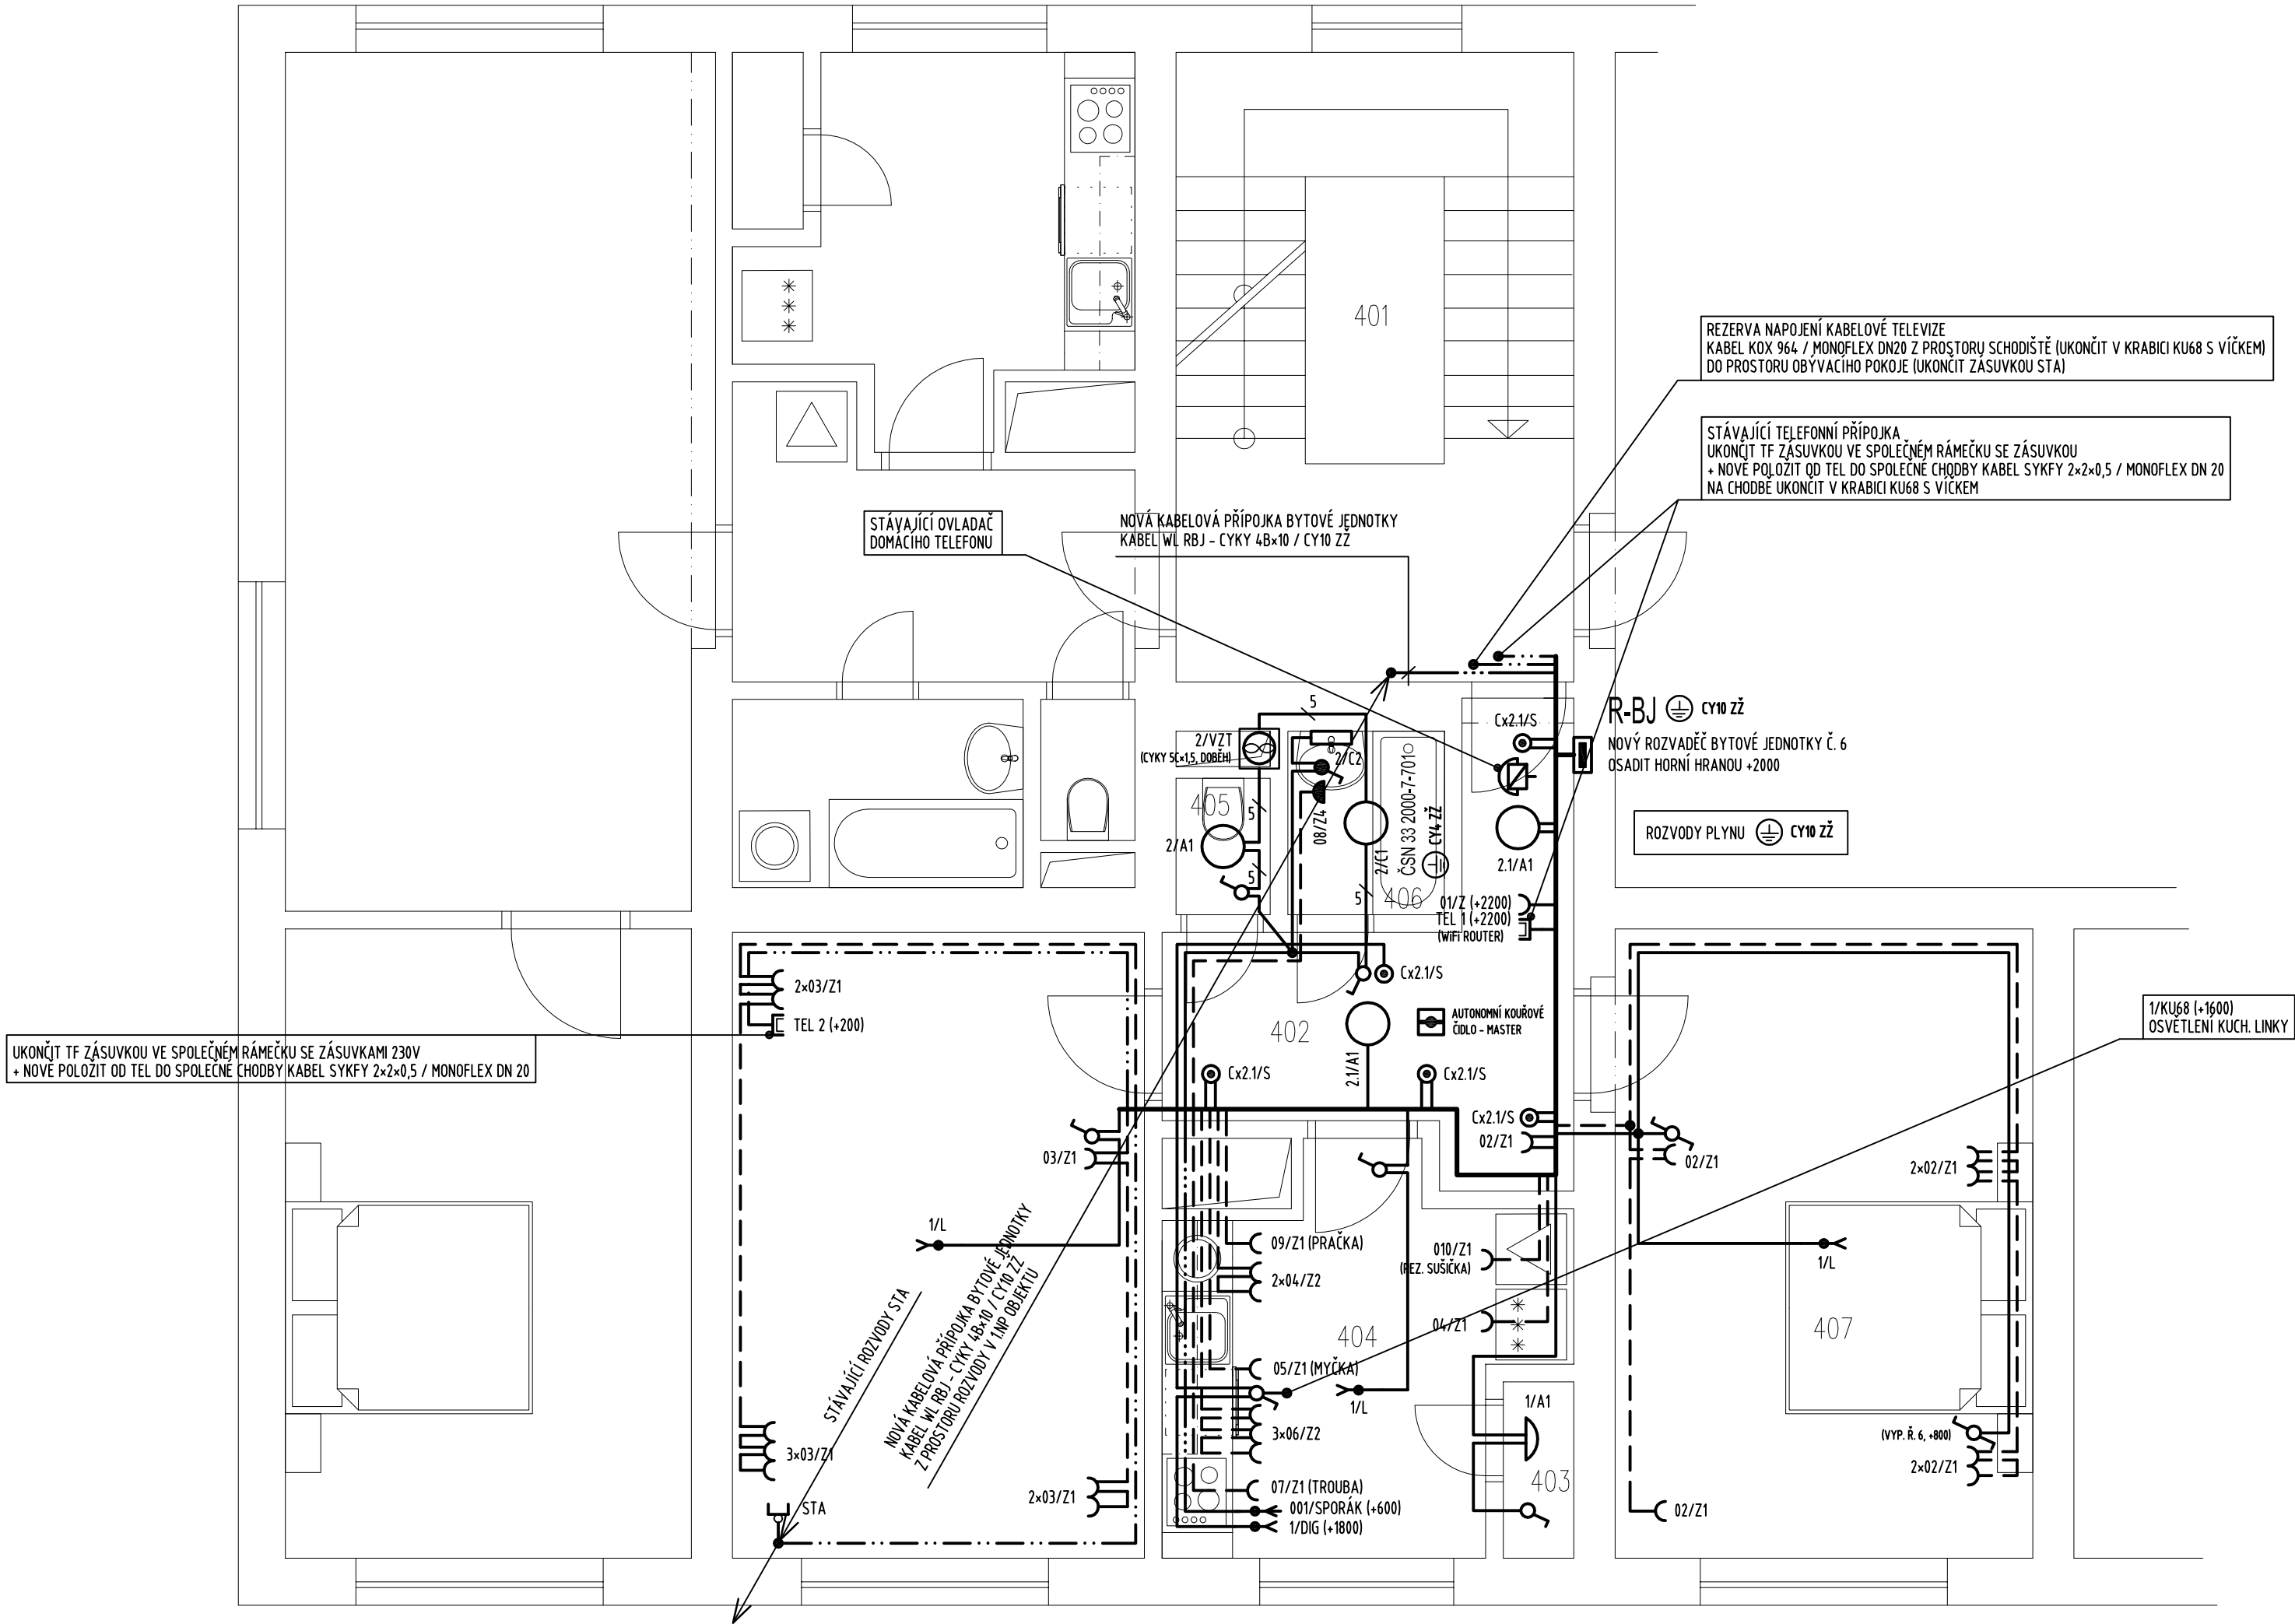 401
REZERVA NAPOJENÍ KABELOVÉ TELEVIZE
KABEL KOX 964 / MONOFLEX DN20 Z PROSTORU SCHODIŠTĚ (UKONČIT V KRABICI KU68 S VÍČKEM)
DO PROSTORU OBÝVACÍHO POKOJE (UKONČIT ZÁSUVKOU STA)
STÁVAJÍCÍ TELEFONNÍ PŘÍPOJKA
UKONČIT TF ZÁSUVKOU VE SPOLEČNÉM RÁMEČKU SE ZÁSUVKOU
+ NOVĚ POLOŽIT OD TEL DO SPOLEČNÉ CHODBY KABEL SYKFY 2×2×0,5 / MONOFLEX DN 20
NA CHODBĚ UKONČIT V KRABICI KU68 S VÍČKEM
STÁVAJÍCÍ OVLADAČ
DOMÁCÍHO TELEFONU
NOVÁ KABELOVÁ PŘÍPOJKA BYTOVÉ JEDNOTKY
KABEL WL RBJ - CYKY 4B×10 / CY10 ZŽ
R-BJ CY10 ZŽ
NOVÝ ROZVADĚČ BYTOVÉ JEDNOTKY Č. 6
OSADIT HORNÍ HRANOU +2000
ROZVODY PLYNU CY10 ZŽ
5
Cx2.1/S
2/VZT
(CYKY 5C×1,5, DOBĚH)
2/C2
405
5
08/Z4
2/A1
5
2/C1
ČSN 33 2000-7-701
CY4 ZŽ
5
406
2.1/A1
01/Z (+2200)
TEL 1 (+2200)
(WiFi ROUTER)
2×03/Z1
TEL 2 (+200)
Cx2.1/S
AUTONOMNÍ KOUŘOVÉ
ČIDLO - MASTER
402
2.1/A1
Cx2.1/S
Cx2.1/S
1/KU68 (+1600)
OSVĚTLENÍ KUCH. LINKY
UKONČIT TF ZÁSUVKOU VE SPOLEČNÉM RÁMEČKU SE ZÁSUVKAMI 230V
+ NOVĚ POLOŽIT OD TEL DO SPOLEČNÉ CHODBY KABEL SYKFY 2×2×0,5 / MONOFLEX DN 20
Cx2.1/S
02/Z1
03/Z1
02/Z1
2×02/Z1
1/L
09/Z1 (PRAČKA)
2×04/Z2
010/Z1
(REZ. SUŠIČKA)
1/L
04/Z1
404
407
STÁVAJÍCÍ ROZVODY STA
NOVÁ KABELOVÁ PŘÍPOJKA BYTOVÉ JEDNOTKY
KABEL WL RBJ - CYKY 4B×10 / CY10 ZŽ
Z PROSTORU ROZVODY V 1.NP OBJEKTU
05/Z1 (MYČKA)
1/L
1/A1
3×06/Z2
3×03/Z1
(VYP. Ř. 6, +800)
2×02/Z1
403
2×03/Z1
STA
07/Z1 (TROUBA)
001/SPORÁK (+600)
1/DIG (+1800)
02/Z1